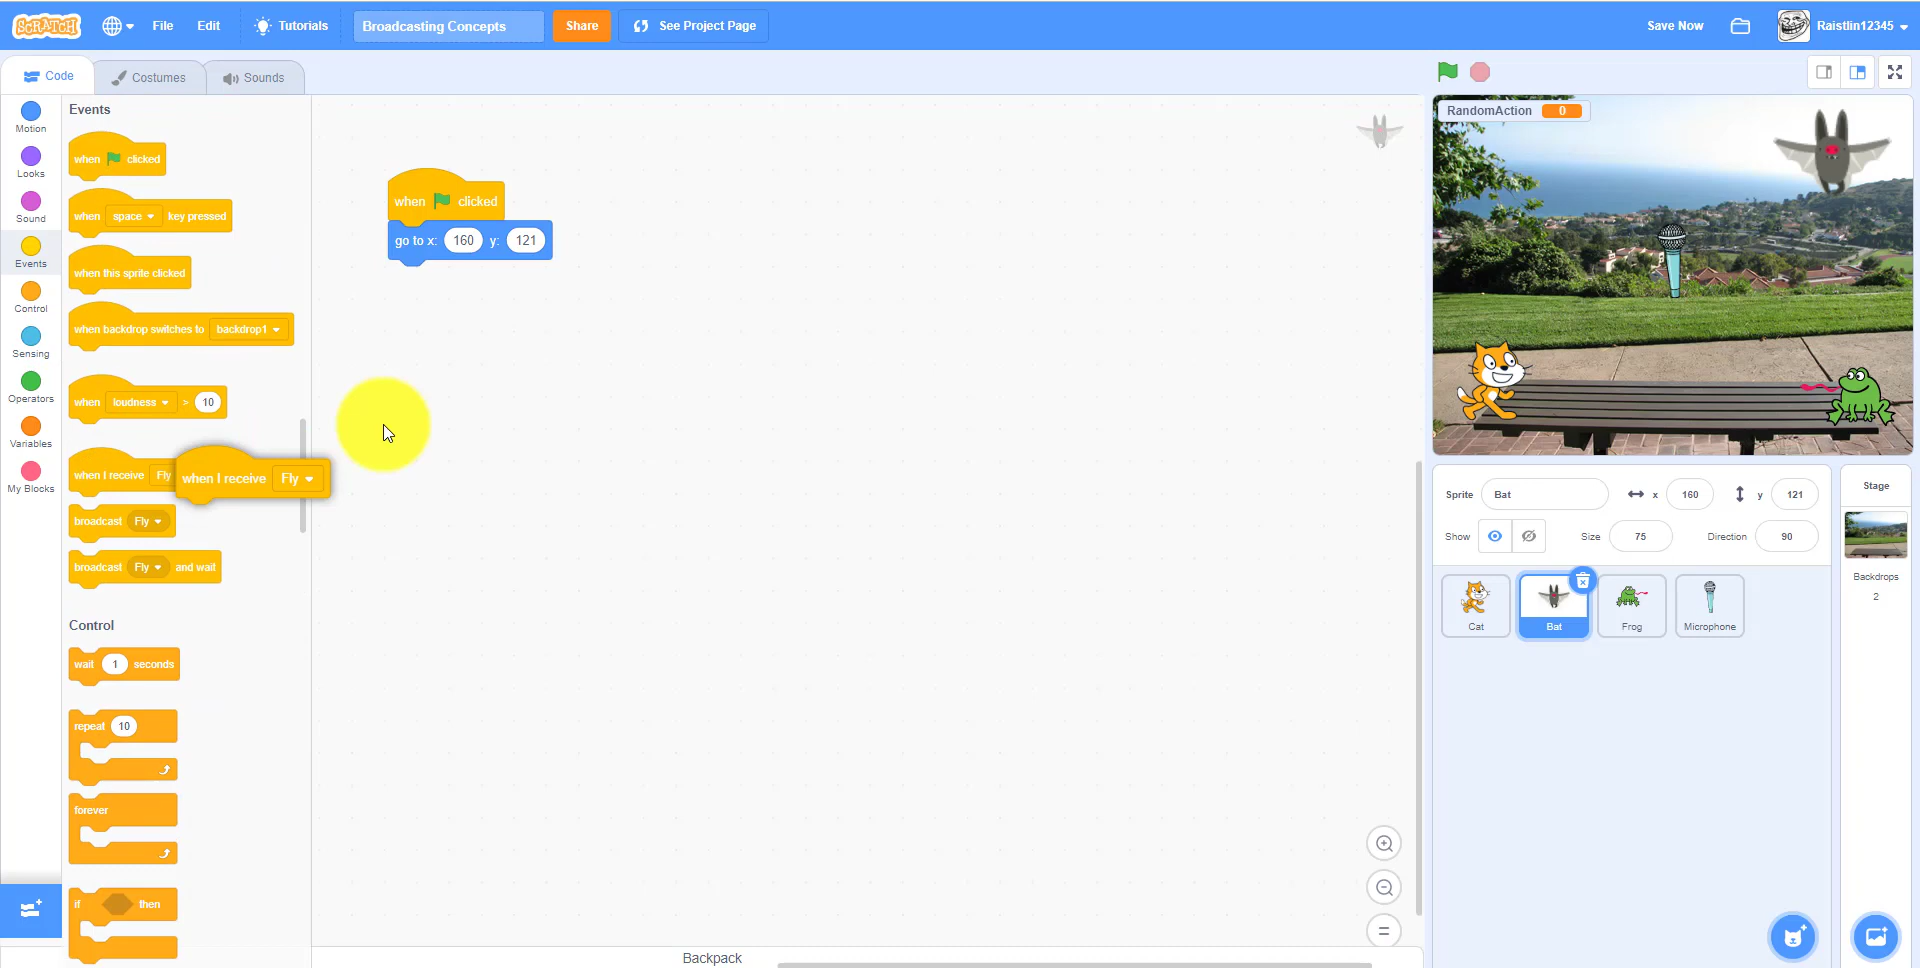 SCRATCH
File
Edit
Tutorials
Broadcasting Concepts
Share
See Project Page
Save Now
Raistlin12345
Code
Costumes
Sounds
Motion
Looks
Sound
Events
Control
Sensing
Operators
Variables
My Blocks
Events
when clicked
when space key pressed
when this sprite clicked
when backdrop switches to backdrop1
when loudness > 10
when I receive Fly
when I receive Fly
broadcast Fly
broadcast Fly and wait
Control
wait 1 seconds
repeat 10
forever
if then
when clicked
go to x: 160 y: 121
Backpack
RandomAction 0
Sprite Bat x 160 y 121
Show Size 75 Direction 90
Cat
Bat
Frog
Microphone
Stage
Backdrops
2